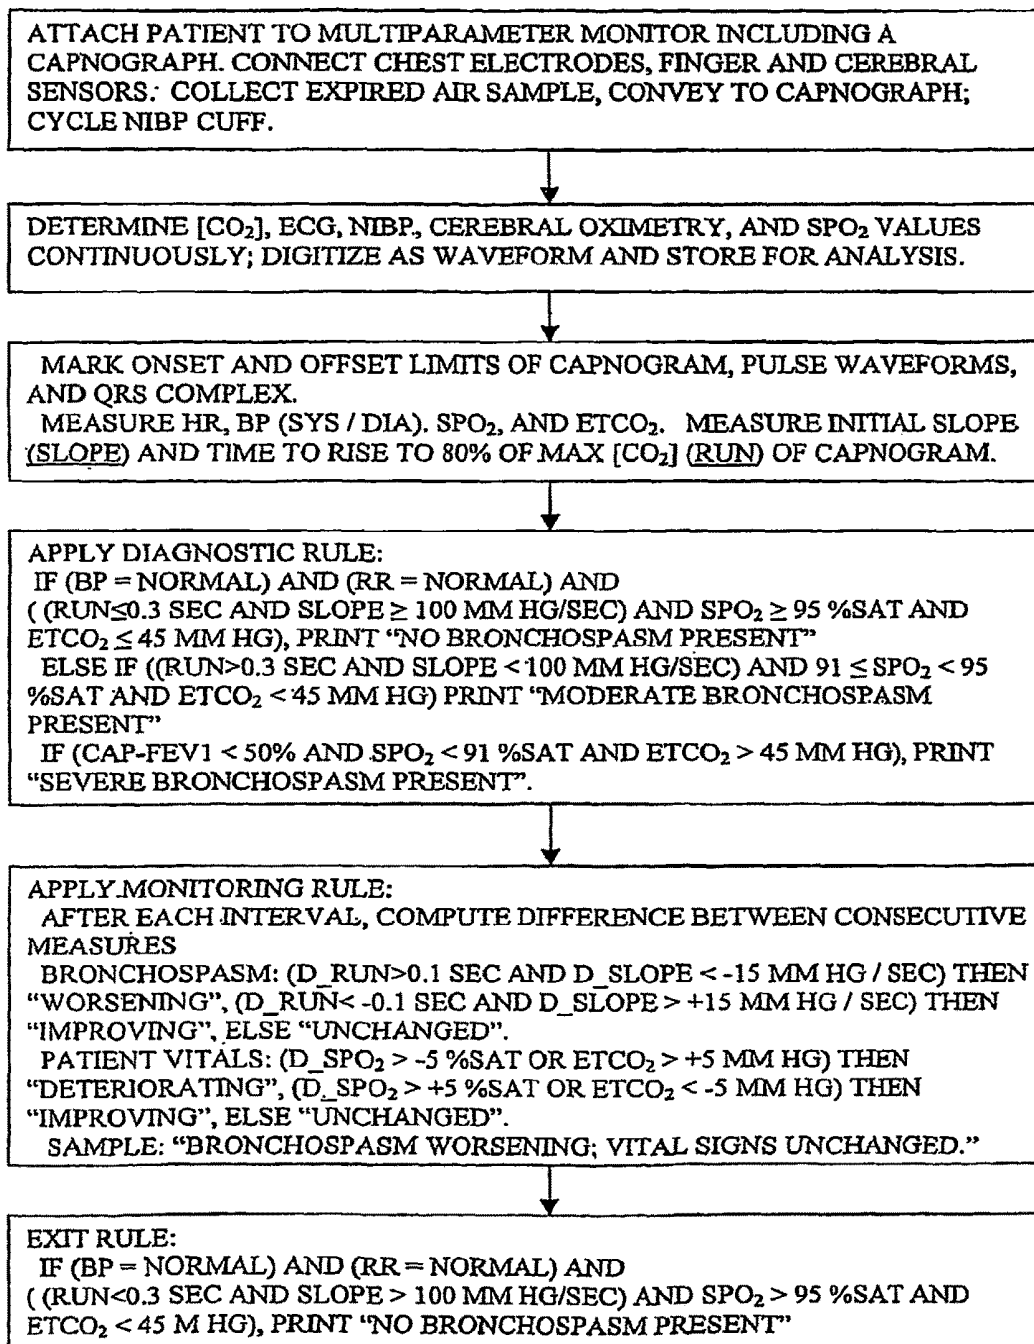 ATTACH PATIENT TO MULTIPARAMETER MONITOR INCLUDING A
CAPNOGRAPH. CONNECT CHEST ELECTRODES, FINGER AND CEREBRAL
SENSORS. COLLECT EXPIRED AIR SAMPLE, CONVEY TO CAPNOGRAPH;
CYCLE NIBP CUFF.
DETERMINE [CO₂], ECG, NIBP, CEREBRAL OXIMETRY, AND SPO₂ VALUES
CONTINUOUSLY; DIGITIZE AS WAVEFORM AND STORE FOR ANALYSIS.
MARK ONSET AND OFFSET LIMITS OF CAPNOGRAM, PULSE WAVEFORMS,
AND QRS COMPLEX.
MEASURE HR, BP (SYS / DIA). SPO₂, AND ETCO₂. MEASURE INITIAL SLOPE
(SLOPE) AND TIME TO RISE TO 80% OF MAX [CO₂] (RUN) OF CAPNOGRAM.
APPLY DIAGNOSTIC RULE:
IF (BP = NORMAL) AND (RR = NORMAL) AND
( (RUN≤0.3 SEC AND SLOPE ≥ 100 MM HG/SEC) AND SPO₂ ≥ 95 %SAT AND
ETCO₂ ≤ 45 MM HG), PRINT “NO BRONCHOSPASM PRESENT”
ELSE IF ((RUN>0.3 SEC AND SLOPE < 100 MM HG/SEC) AND 91 ≤ SPO₂ < 95
%SAT AND ETCO₂ < 45 MM HG) PRINT “MODERATE BRONCHOSPASM
PRESENT”
IF (CAP-FEV1 < 50% AND SPO₂ < 91 %SAT AND ETCO₂ > 45 MM HG), PRINT
“SEVERE BRONCHOSPASM PRESENT”.
APPLY MONITORING RULE:
AFTER EACH INTERVAL, COMPUTE DIFFERENCE BETWEEN CONSECUTIVE
MEASURES
BRONCHOSPASM: (D_RUN>0.1 SEC AND D_SLOPE < -15 MM HG / SEC) THEN
“WORSENING”, (D_RUN< -0.1 SEC AND D_SLOPE > +15 MM HG / SEC) THEN
“IMPROVING”, ELSE “UNCHANGED”.
PATIENT VITALS: (D_SPO₂ > -5 %SAT OR ETCO₂ > +5 MM HG) THEN
“DETERIORATING”, (D_SPO₂ > +5 %SAT OR ETCO₂ < -5 MM HG) THEN
“IMPROVING”, ELSE “UNCHANGED”.
SAMPLE: “BRONCHOSPASM WORSENING; VITAL SIGNS UNCHANGED.”
EXIT RULE:
IF (BP = NORMAL) AND (RR = NORMAL) AND
( (RUN<0.3 SEC AND SLOPE > 100 MM HG/SEC) AND SPO₂ > 95 %SAT AND
ETCO₂ < 45 M HG), PRINT “NO BRONCHOSPASM PRESENT”